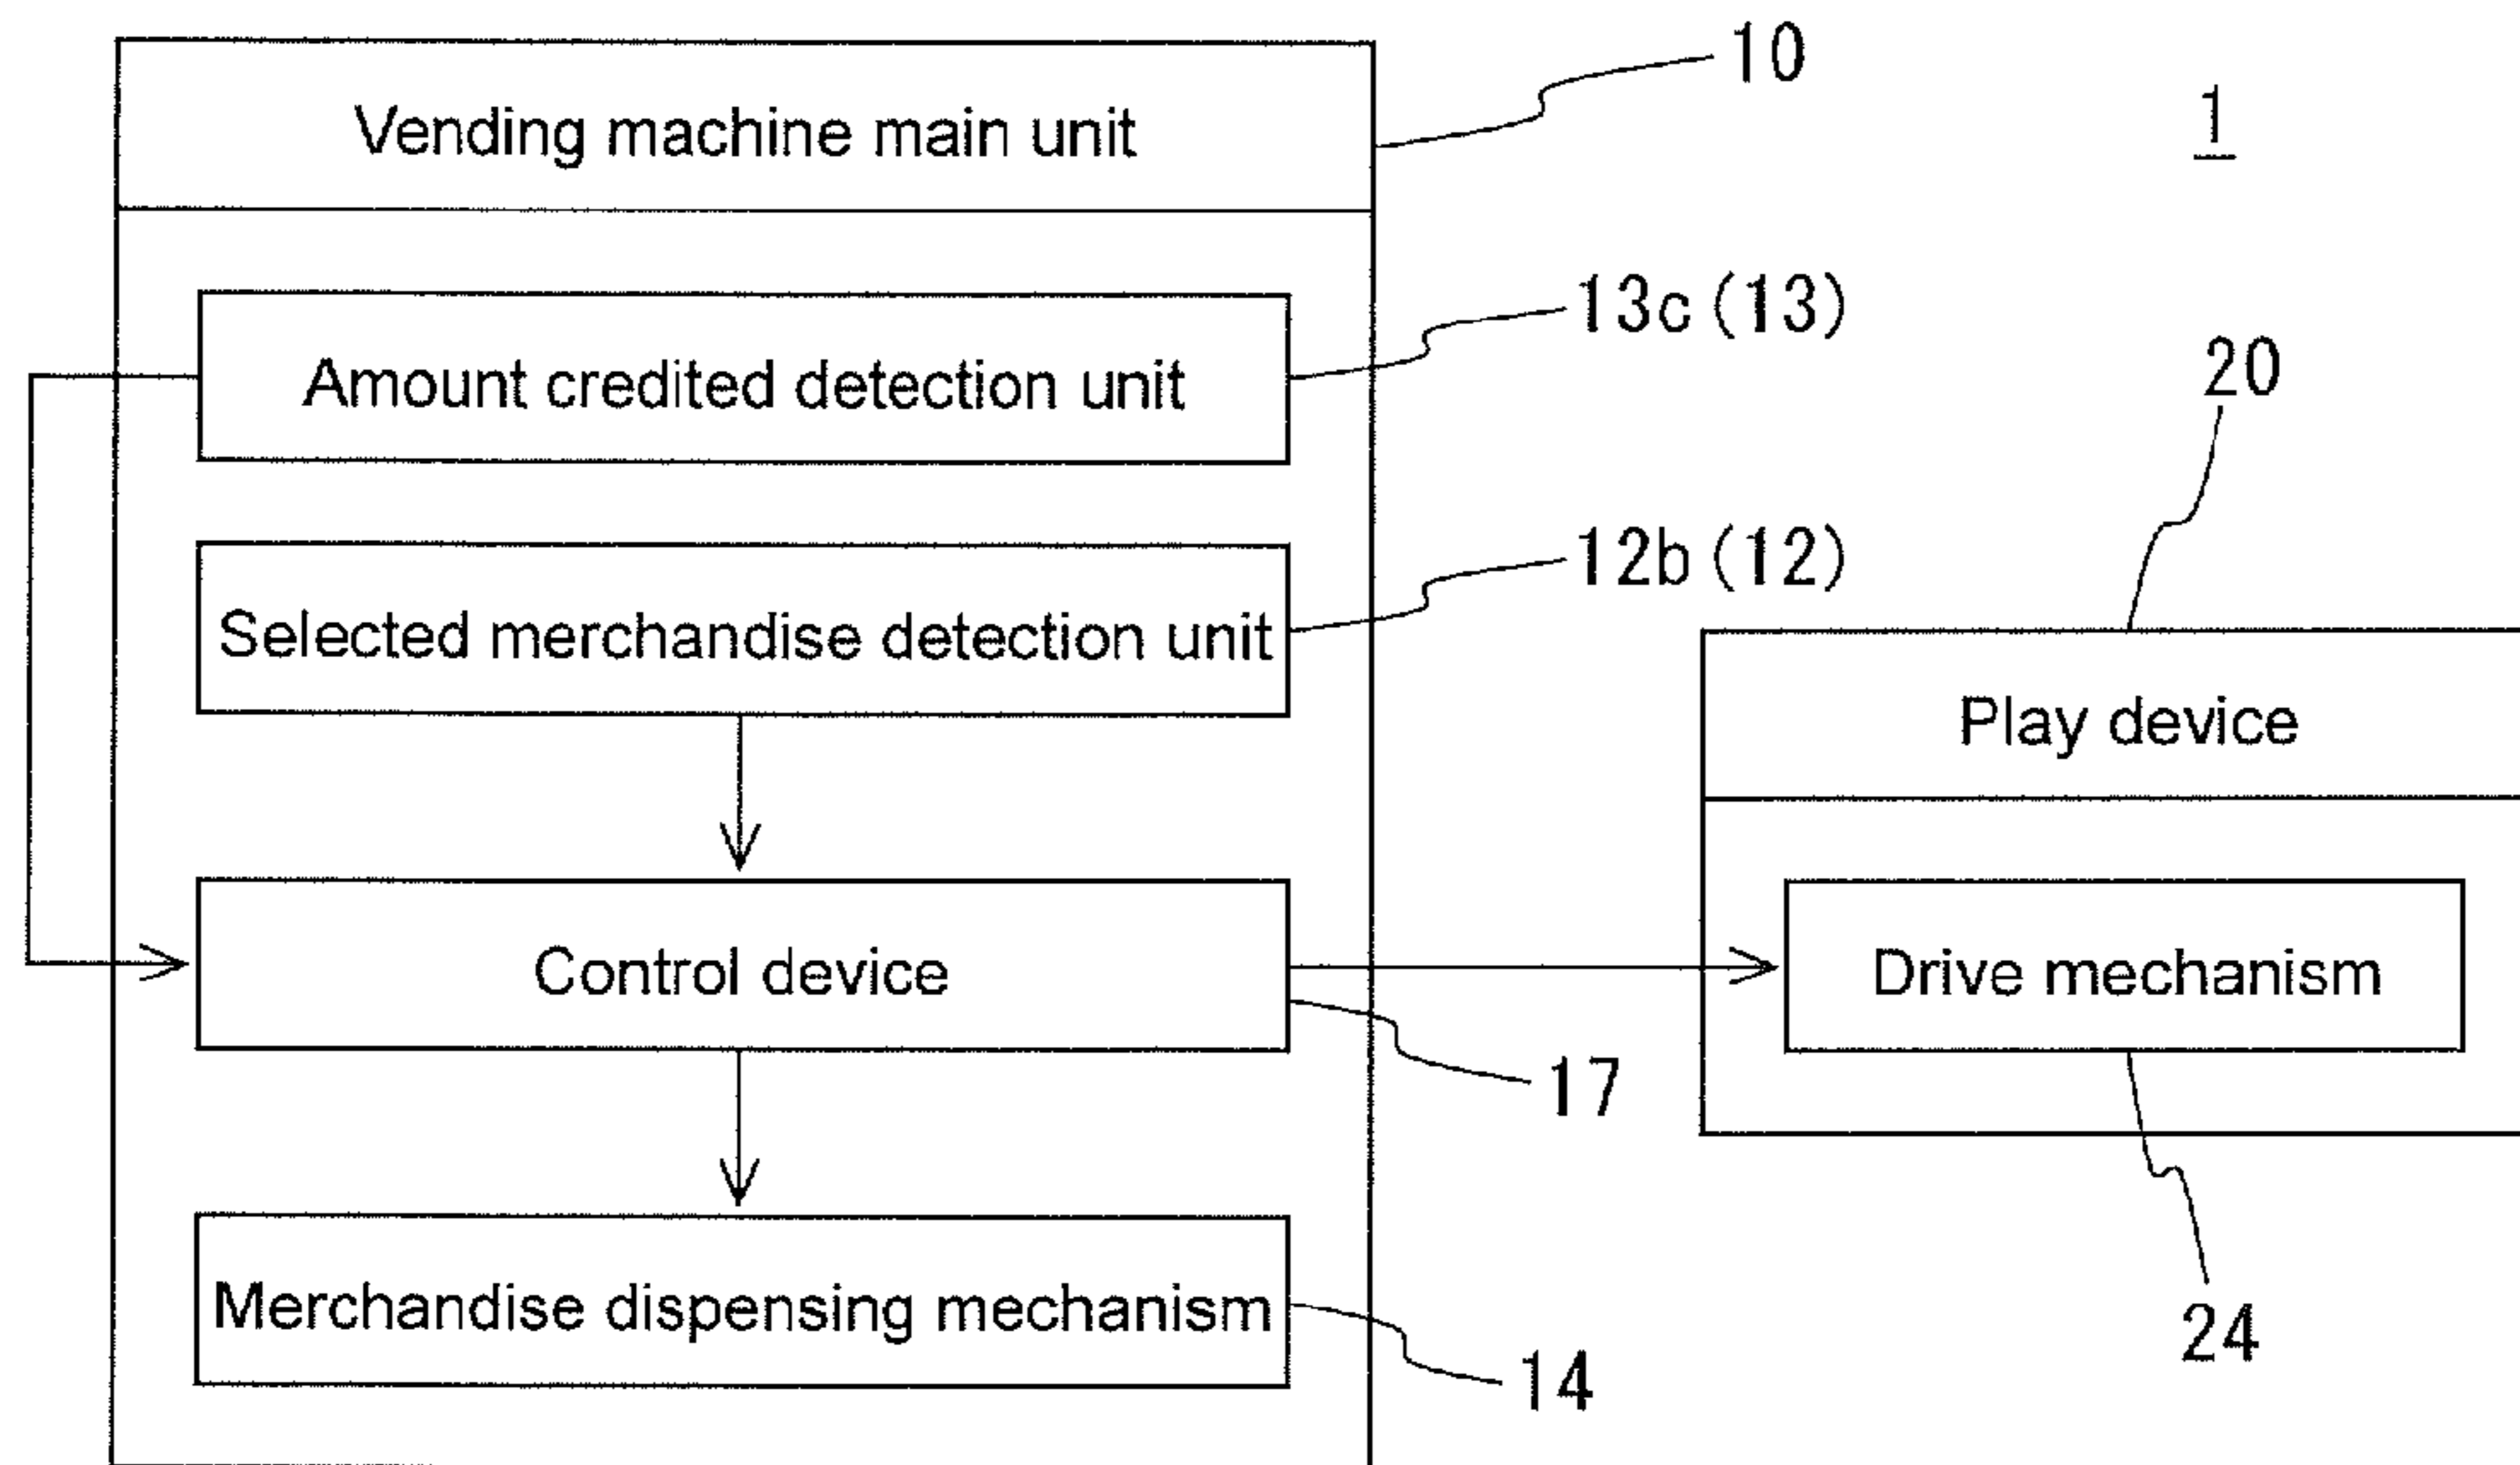 Vending machine main unit
10
1
Amount credited detection unit
13c (13)
20
Selected merchandise detection unit
12b (12)
Play device
Control device
17
Drive mechanism
24
Merchandise dispensing mechanism
14